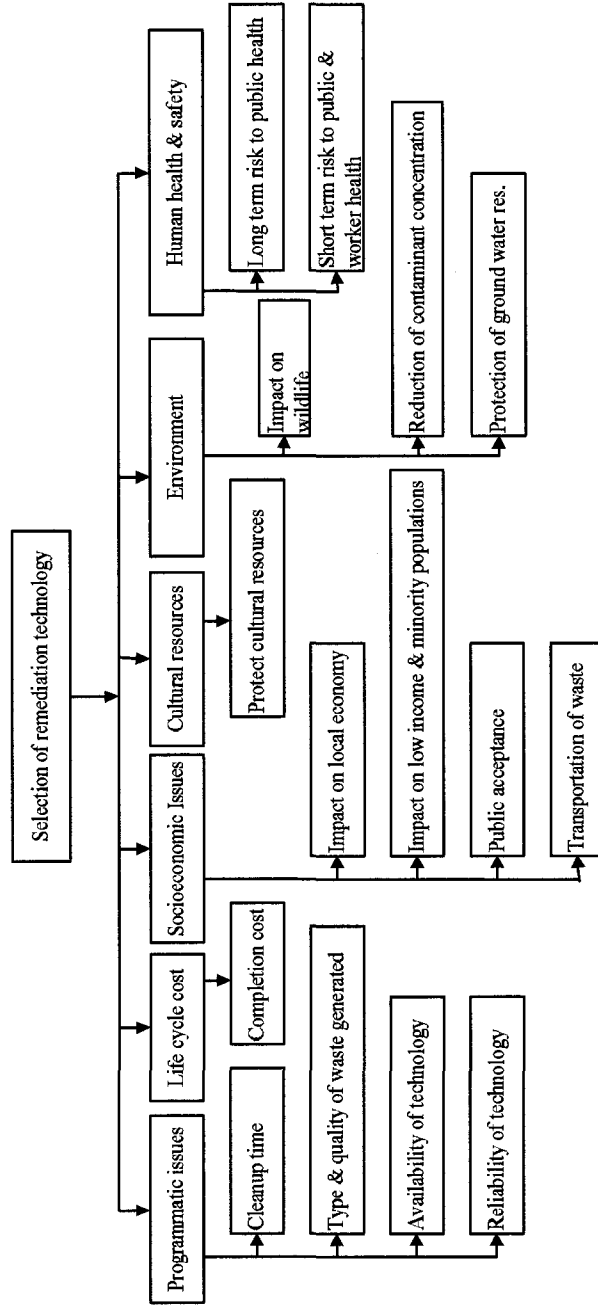 Selection of remediation technology
Programmatic issues
Life cycle cost
Socioeconomic Issues
Cultural resources
Environment
Human health & safety
Cleanup time
Type & quality of waste generated
Availability of technology
Reliability of technology
Completion cost
Impact on local economy
Impact on low income & minority populations
Public acceptance
Transportation of waste
Protect cultural resources
Impact on
wildlife
Reduction of contaminant concentration
Protection of ground water res.
Long term risk to public health
Short term risk to public &
worker health